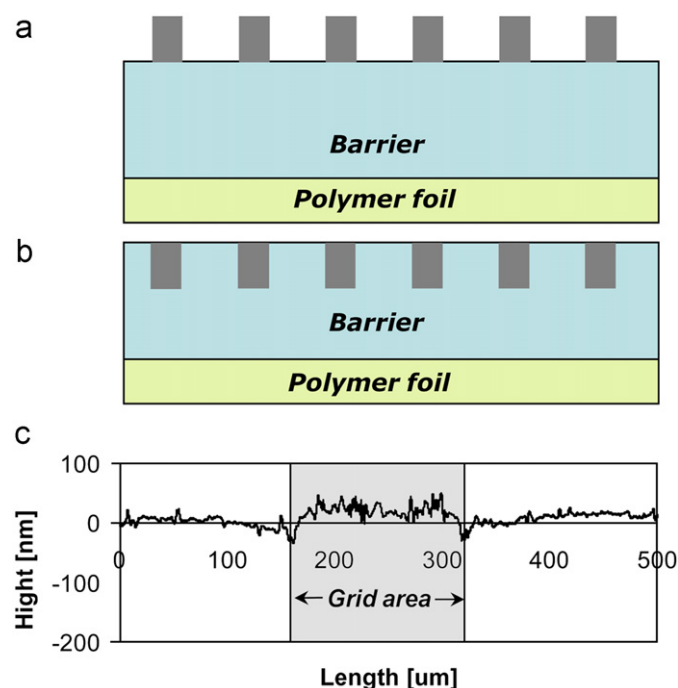 a
Barrier
Polymer foil
b
Barrier
Polymer foil
c
Hight [nm]
100
0
-100
-200
0 100 200 300 400 500
Grid area
Length [um]